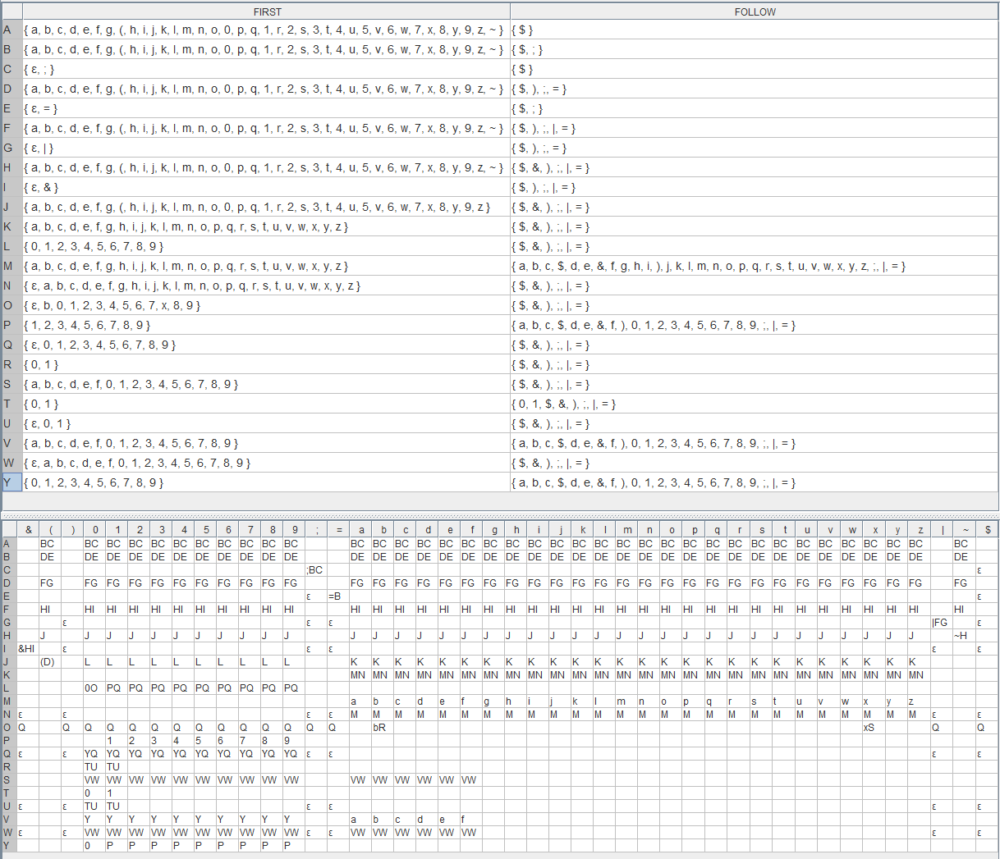 FIRST FOLLOW
A { a, b, c, d, e, f, g, (, h, i, j, k, l, m, n, o, 0, p, q, 1, r, 2, s, 3, t, 4, u, 5, v, 6, w, 7, x, 8, y, 9, z, ~ } { $ }
B { a, b, c, d, e, f, g, (, h, i, j, k, l, m, n, o, 0, p, q, 1, r, 2, s, 3, t, 4, u, 5, v, 6, w, 7, x, 8, y, 9, z, ~ } { $, ; }
C { ε, ; } { $ }
D { a, b, c, d, e, f, g, (, h, i, j, k, l, m, n, o, 0, p, q, 1, r, 2, s, 3, t, 4, u, 5, v, 6, w, 7, x, 8, y, 9, z, ~ } { $, ), ;, = }
E { ε, = } { $, ; }
F { a, b, c, d, e, f, g, (, h, i, j, k, l, m, n, o, 0, p, q, 1, r, 2, s, 3, t, 4, u, 5, v, 6, w, 7, x, 8, y, 9, z, ~ } { $, ), ;, |, = }
G { ε, | } { $, ), ;, = }
H { a, b, c, d, e, f, g, (, h, i, j, k, l, m, n, o, 0, p, q, 1, r, 2, s, 3, t, 4, u, 5, v, 6, w, 7, x, 8, y, 9, z, ~ } { $, &, ), ;, |, = }
I { ε, & } { $, ), ;, |, = }
J { a, b, c, d, e, f, g, (, h, i, j, k, l, m, n, o, 0, p, q, 1, r, 2, s, 3, t, 4, u, 5, v, 6, w, 7, x, 8, y, 9, z } { $, &, ), ;, |, = }
K { a, b, c, d, e, f, g, h, i, j, k, l, m, n, o, p, q, r, s, t, u, v, w, x, y, z } { $, &, ), ;, |, = }
L { 0, 1, 2, 3, 4, 5, 6, 7, 8, 9 } { $, &, ), ;, |, = }
M { a, b, c, d, e, f, g, h, i, j, k, l, m, n, o, p, q, r, s, t, u, v, w, x, y, z } { a, b, c, $, d, e, &, f, g, h, i, ), j, k, l, m, n, o, p, q, r, s, t, u, v, w, x, y, z, ;, |, = }
N { ε, a, b, c, d, e, f, g, h, i, j, k, l, m, n, o, p, q, r, s, t, u, v, w, x, y, z } { $, &, ), ;, |, = }
O { ε, b, 0, 1, 2, 3, 4, 5, 6, 7, x, 8, 9 } { $, &, ), ;, |, = }
P { 1, 2, 3, 4, 5, 6, 7, 8, 9 } { a, b, c, $, d, e, &, f, ), 0, 1, 2, 3, 4, 5, 6, 7, 8, 9, ;, |, = }
Q { ε, 0, 1, 2, 3, 4, 5, 6, 7, 8, 9 } { $, &, ), ;, |, = }
R { 0, 1 } { $, &, ), ;, |, = }
S { a, b, c, d, e, f, 0, 1, 2, 3, 4, 5, 6, 7, 8, 9 } { $, &, ), ;, |, = }
T { 0, 1 } { 0, 1, $, &, ), ;, |, = }
U { ε, 0, 1 } { $, &, ), ;, |, = }
V { a, b, c, d, e, f, 0, 1, 2, 3, 4, 5, 6, 7, 8, 9 } { a, b, c, $, d, e, &, f, ), 0, 1, 2, 3, 4, 5, 6, 7, 8, 9, ;, |, = }
W { ε, a, b, c, d, e, f, 0, 1, 2, 3, 4, 5, 6, 7, 8, 9 } { $, &, ), ;, |, = }
Y { 0, 1, 2, 3, 4, 5, 6, 7, 8, 9 } { a, b, c, $, d, e, &, f, ), 0, 1, 2, 3, 4, 5, 6, 7, 8, 9, ;, |, = }
& ( ) 0 1 2 3 4 5 6 7 8 9 ; = a b c d e f g h i j k l m n o p q r s t u v w x y z | ~ $
A BC BC BC BC BC BC BC BC BC BC BC BC BC BC BC BC BC BC BC BC BC BC BC BC BC BC BC BC BC BC BC BC BC BC BC BC BC BC
B DE DE DE DE DE DE DE DE DE DE DE DE DE DE DE DE DE DE DE DE DE DE DE DE DE DE DE DE DE DE DE DE DE DE DE DE DE DE
C ;BC ε
D FG FG FG FG FG FG FG FG FG FG FG FG FG FG FG FG FG FG FG FG FG FG FG FG FG FG FG FG FG FG FG FG FG FG FG FG FG FG
E ε =B ε
F HI HI HI HI HI HI HI HI HI HI HI HI HI HI HI HI HI HI HI HI HI HI HI HI HI HI HI HI HI HI HI HI HI HI HI HI HI HI
G ε ε ε |FG ε
H J J J J J J J J J J J J J J J J J J J J J J J J J J J J J J J J J J J J J ~H
I &HI ε ε ε ε ε
J (D) L L L L L L L L L L K K K K K K K K K K K K K K K K K K K K K K K K K K
K MN MN MN MN MN MN MN MN MN MN MN MN MN MN MN MN MN MN MN MN MN MN MN MN MN MN
L 0O PQ PQ PQ PQ PQ PQ PQ PQ PQ
M a b c d e f g h i j k l m n o p q r s t u v w x y z
N ε ε ε ε M M M M M M M M M M M M M M M M M M M M M M M M M M ε ε
O Q Q Q Q Q Q Q Q Q Q Q Q Q Q bR xS Q Q
P 1 2 3 4 5 6 7 8 9
Q ε ε YQ YQ YQ YQ YQ YQ YQ YQ YQ YQ ε ε ε ε
R TU TU
S VW VW VW VW VW VW VW VW VW VW VW VW VW VW VW VW
T 0 1
U ε ε TU TU ε ε ε ε
V Y Y Y Y Y Y Y Y Y Y a b c d e f
W ε ε VW VW VW VW VW VW VW VW VW VW ε ε VW VW VW VW VW VW ε ε
Y 0 P P P P P P P P P